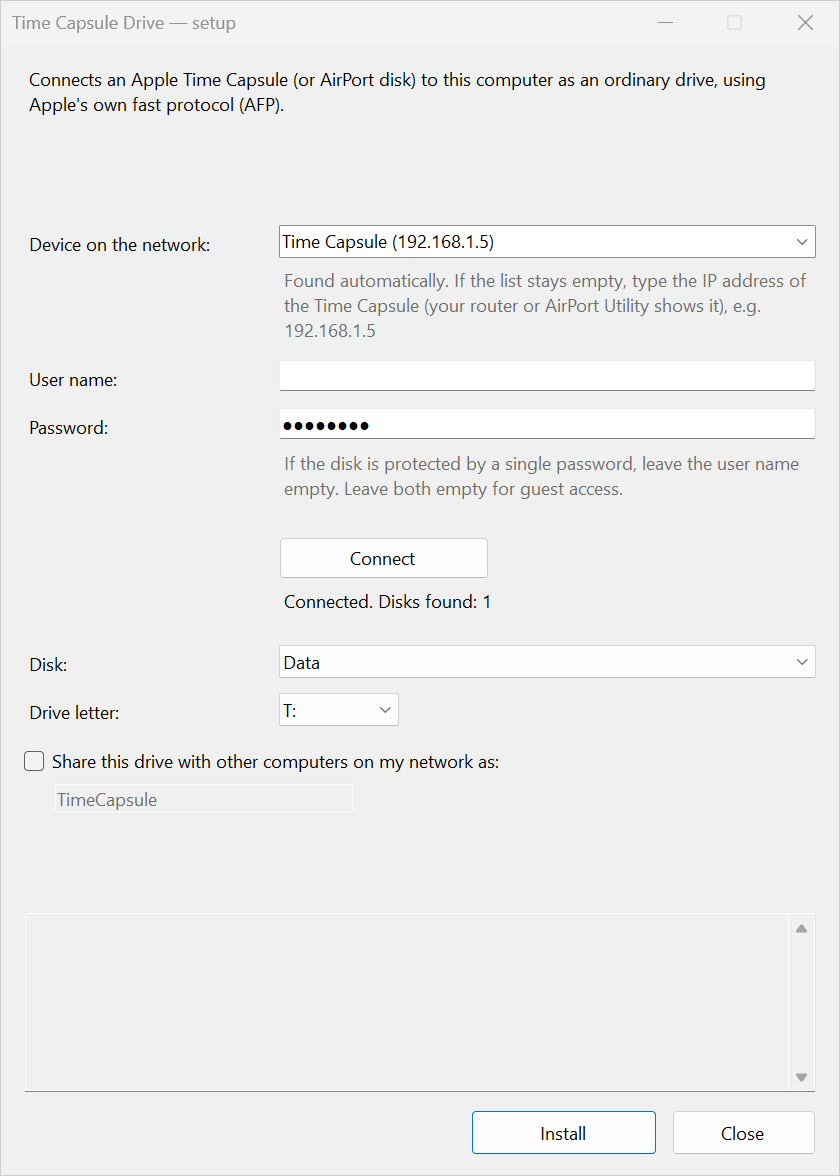 Time Capsule Drive — setup
Connects an Apple Time Capsule (or AirPort disk) to this computer as an ordinary drive, using
Apple's own fast protocol (AFP).
Device on the network:
Time Capsule (192.168.1.5)
Found automatically. If the list stays empty, type the IP address of
the Time Capsule (your router or AirPort Utility shows it), e.g.
192.168.1.5
User name:
Password:
●●●●●●●●
If the disk is protected by a single password, leave the user name
empty. Leave both empty for guest access.
Connect
Connected. Disks found: 1
Disk:
Data
Drive letter:
T:
Share this drive with other computers on my network as:
TimeCapsule
Install
Close